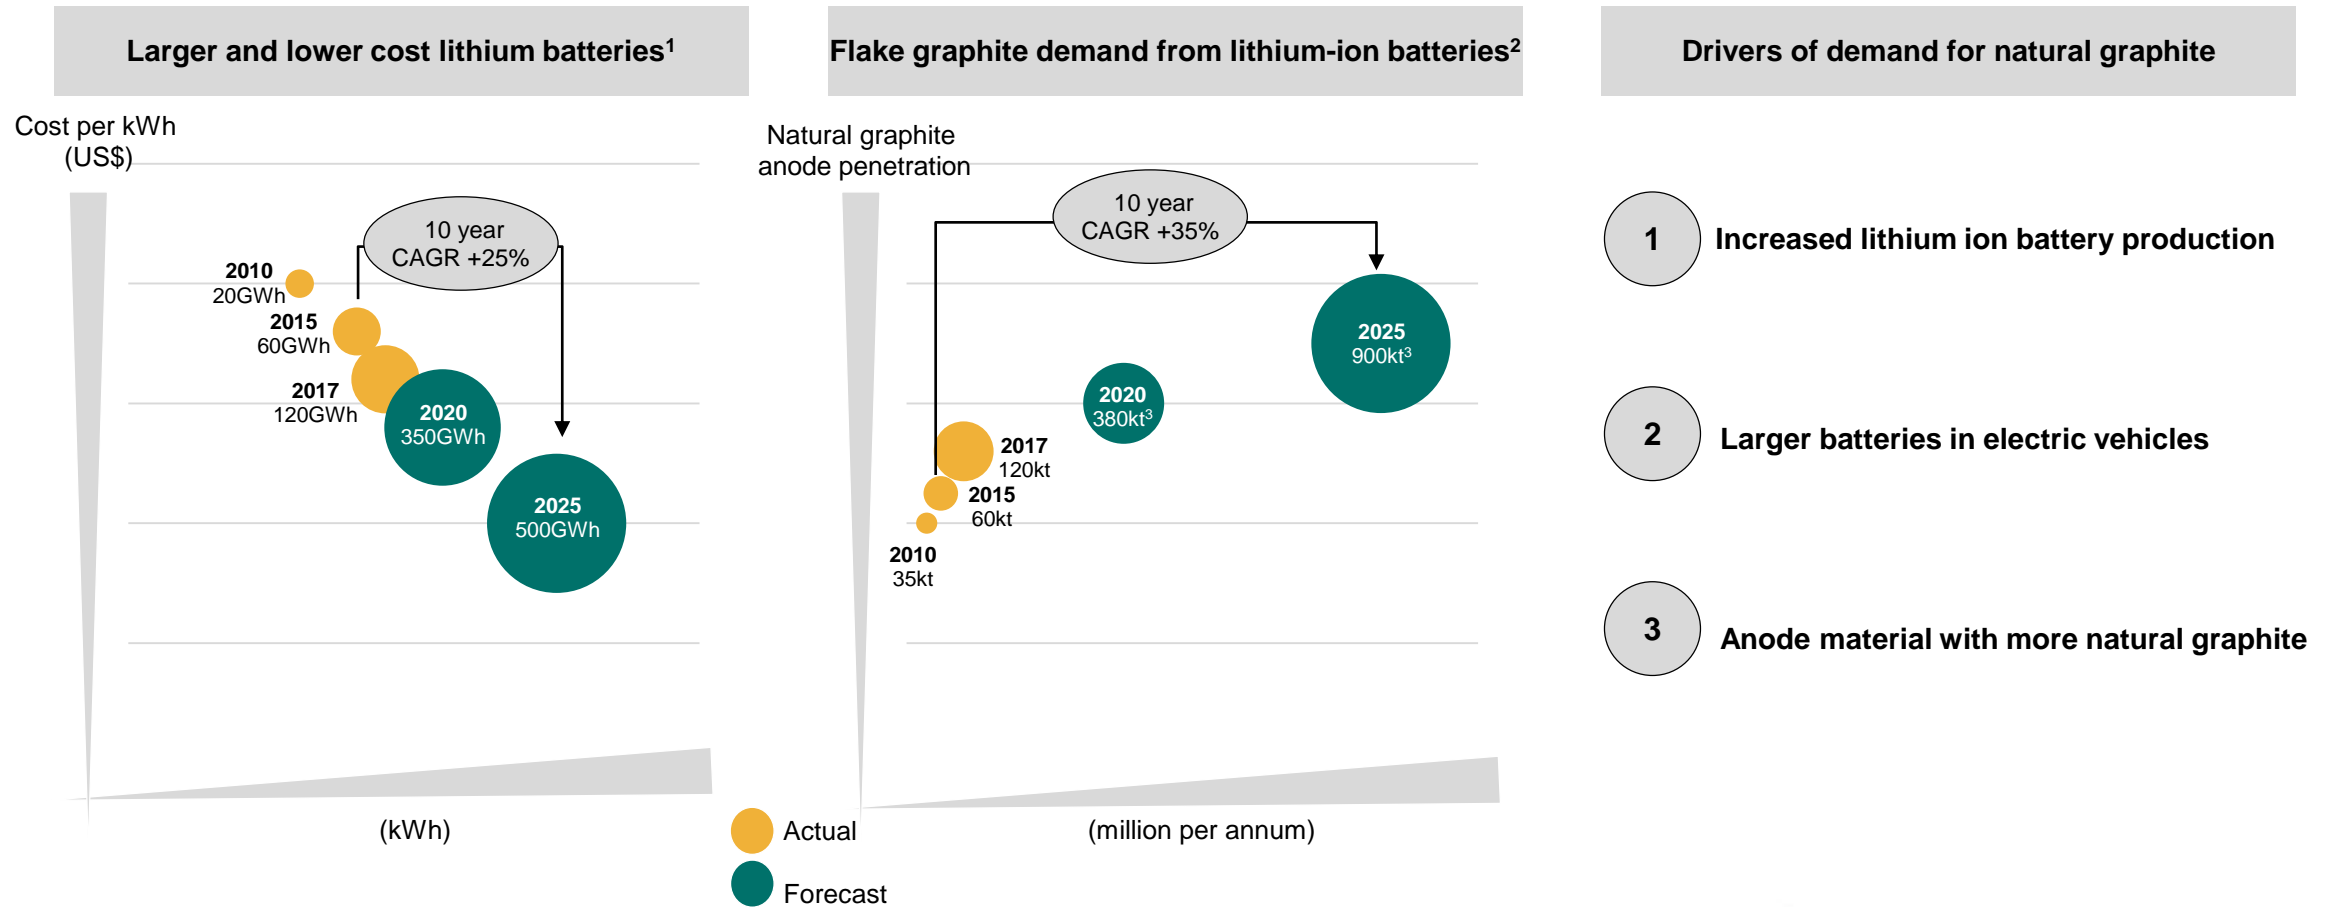 Larger and lower cost lithium batteries¹
Cost per kWh
(US$)
10 year
CAGR +25%
2010
20GWh
2015
60GWh
2017
120GWh
2020
350GWh
2025
500GWh
(kWh)
Flake graphite demand from lithium-ion batteries²
Natural graphite
anode penetration
10 year
CAGR +35%
2025
900kt³
2020
380kt³
2017
120kt
2015
60kt
2010
35kt
(million per annum)
Actual
Forecast
Drivers of demand for natural graphite
1 Increased lithium ion battery production
2 Larger batteries in electric vehicles
3 Anode material with more natural graphite